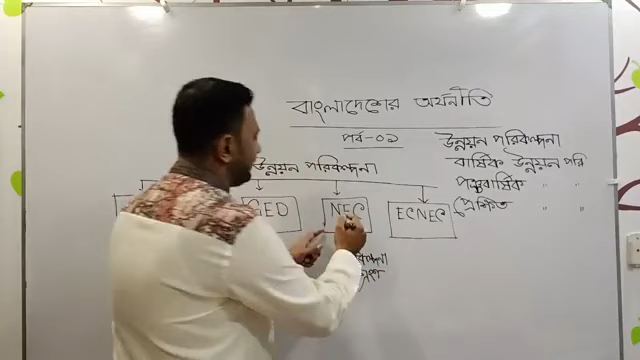 বাংলাদেশের অর্থনীতি
পর্ব-০১
উন্নয়ন পরিকল্পনা
বার্ষিক উন্নয়ন পরি
পঞ্চবার্ষিক " "
প্রেক্ষিত " "
উন্নয়ন পরিকল্পনা
GED NEC ECNEC